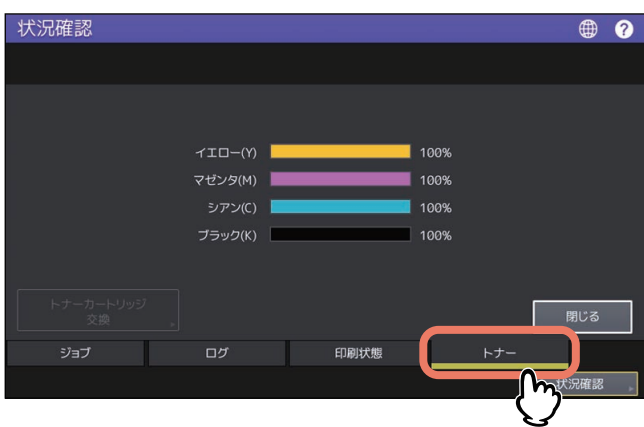 状況確認
?
イエロー(Y) 100%
マゼンタ(M) 100%
シアン(C) 100%
ブラック(K) 100%
トナーカートリッジ
交換
閉じる
ジョブ ログ 印刷状態 トナー
状況確認